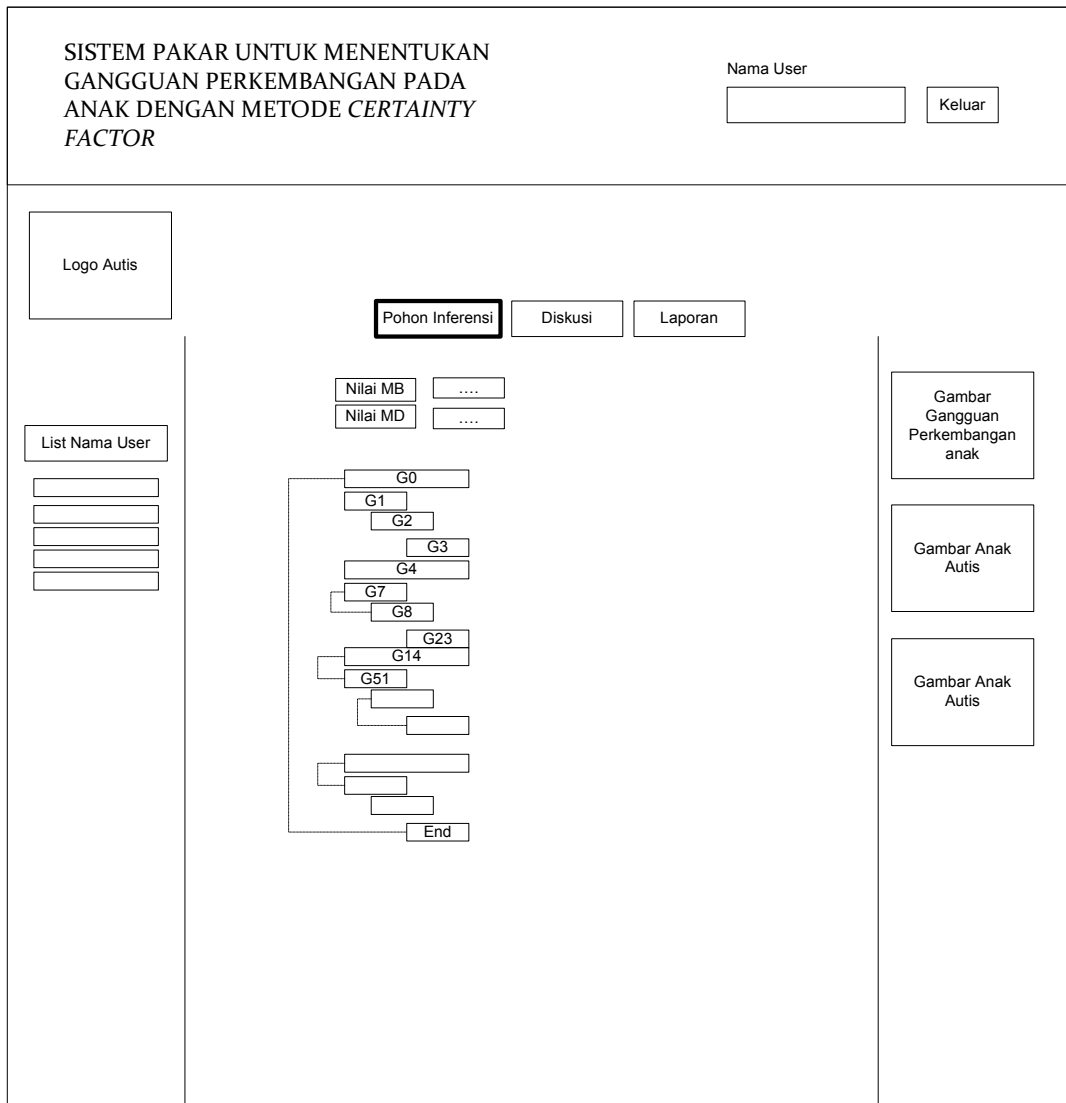 SISTEM PAKAR UNTUK MENENTUKAN
GANGGUAN PERKEMBANGAN PADA
ANAK DENGAN METODE CERTAINTY
FACTOR
Nama User
Keluar
Logo Autis
Pohon Inferensi
Diskusi
Laporan
Nilai MB
....
Nilai MD
....
List Nama User
G0
G1
G2
G3
G4
G7
G8
G23
G14
G51
End
Gambar
Gangguan
Perkembangan
anak
Gambar Anak
Autis
Gambar Anak
Autis